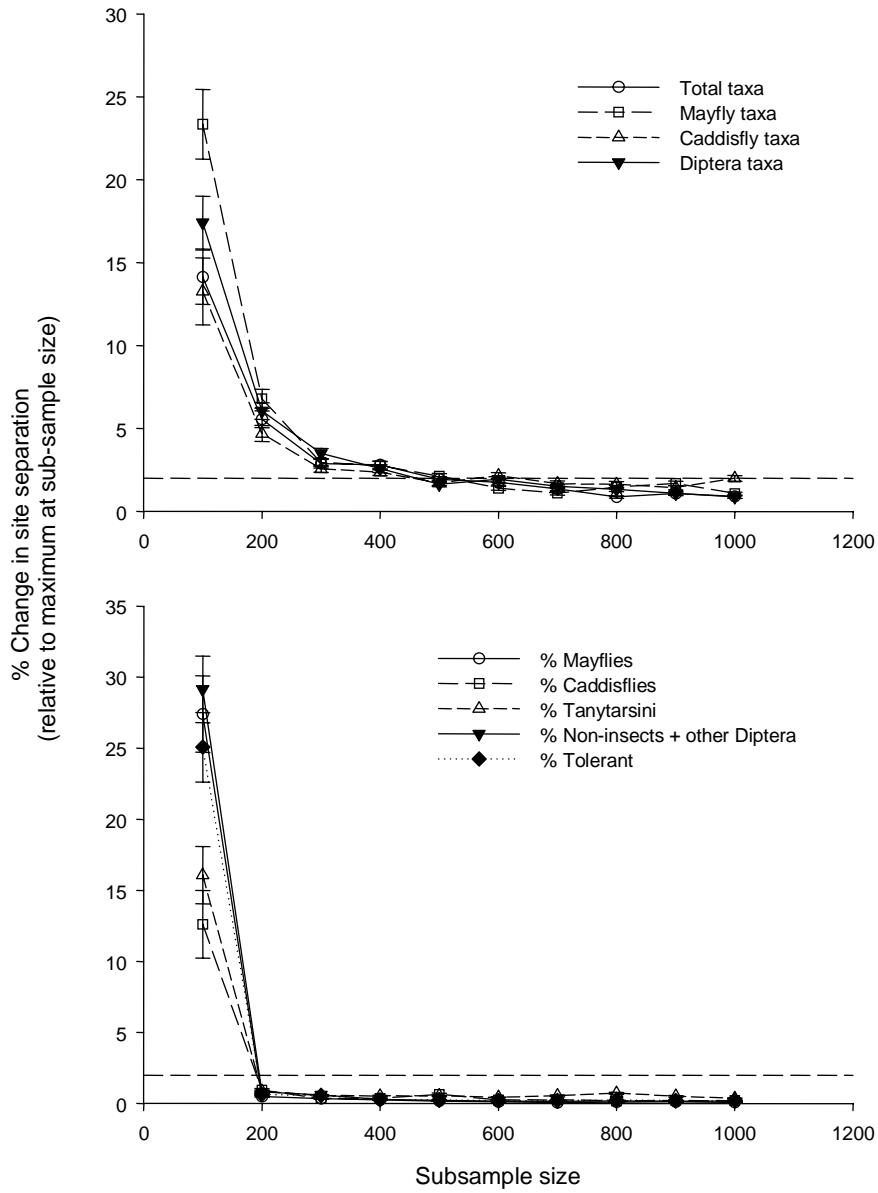 30
25
20
15
10
5
0
Total taxa
Mayfly taxa
Caddisfly taxa
Diptera taxa
0 200 400 600 800 1000 1200
% Change in site separation
(relative to maximum at sub-sample size)
35
30
25
20
15
10
5
0
% Mayflies
% Caddisflies
% Tanytarsini
% Non-insects + other Diptera
% Tolerant
0 200 400 600 800 1000 1200
Subsample size